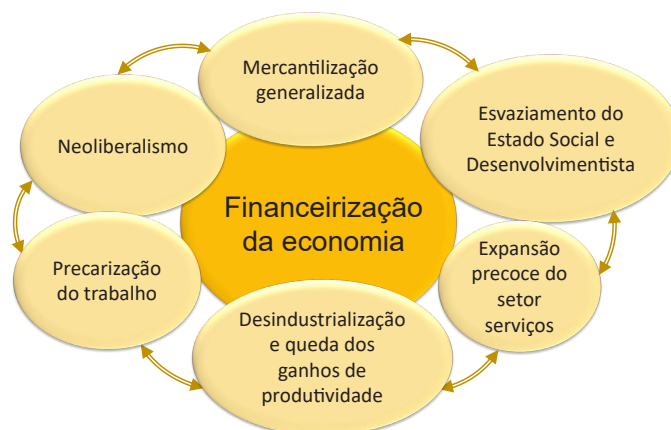 Mercantilização
generalizada
Esvaziamento do
Estado Social e
Desenvolvimentista
Neoliberalismo
Financeirização
da economia
Expansão
precoce do
setor
serviços
Precarização
do trabalho
Desindustrialização
e queda dos
ganhos de
produtividade